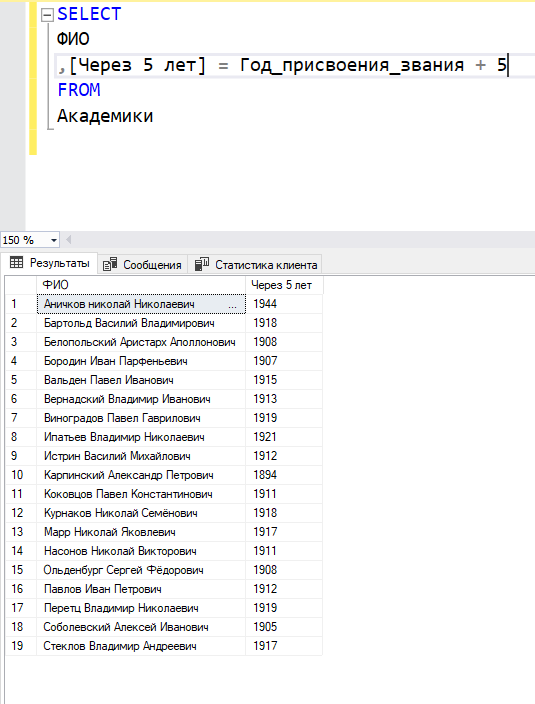 SELECT
ФИО
,[Через 5 лет] = Год_присвоения_звания + 5
FROM
Академики
150 %
Результаты Сообщения Статистика клиента
ФИО Через 5 лет
1 Аничков николай Николаевич ... 1944
2 Бартольд Василий Владимирович 1918
3 Белопольский Аристарх Аполлонович 1908
4 Бородин Иван Парфеньевич 1907
5 Вальден Павел Иванович 1915
6 Вернадский Владимир Иванович 1913
7 Виноградов Павел Гаврилович 1919
8 Ипатьев Владимир Николаевич 1921
9 Истрин Василий Михайлович 1912
10 Карпинский Александр Петрович 1894
11 Коковцов Павел Константинович 1911
12 Курнаков Николай Семёнович 1918
13 Марр Николай Яковлевич 1917
14 Насонов Николай Викторович 1911
15 Ольденбург Сергей Фёдорович 1908
16 Павлов Иван Петрович 1912
17 Перетц Владимир Николаевич 1919
18 Соболевский Алексей Иванович 1905
19 Стеклов Владимир Андреевич 1917